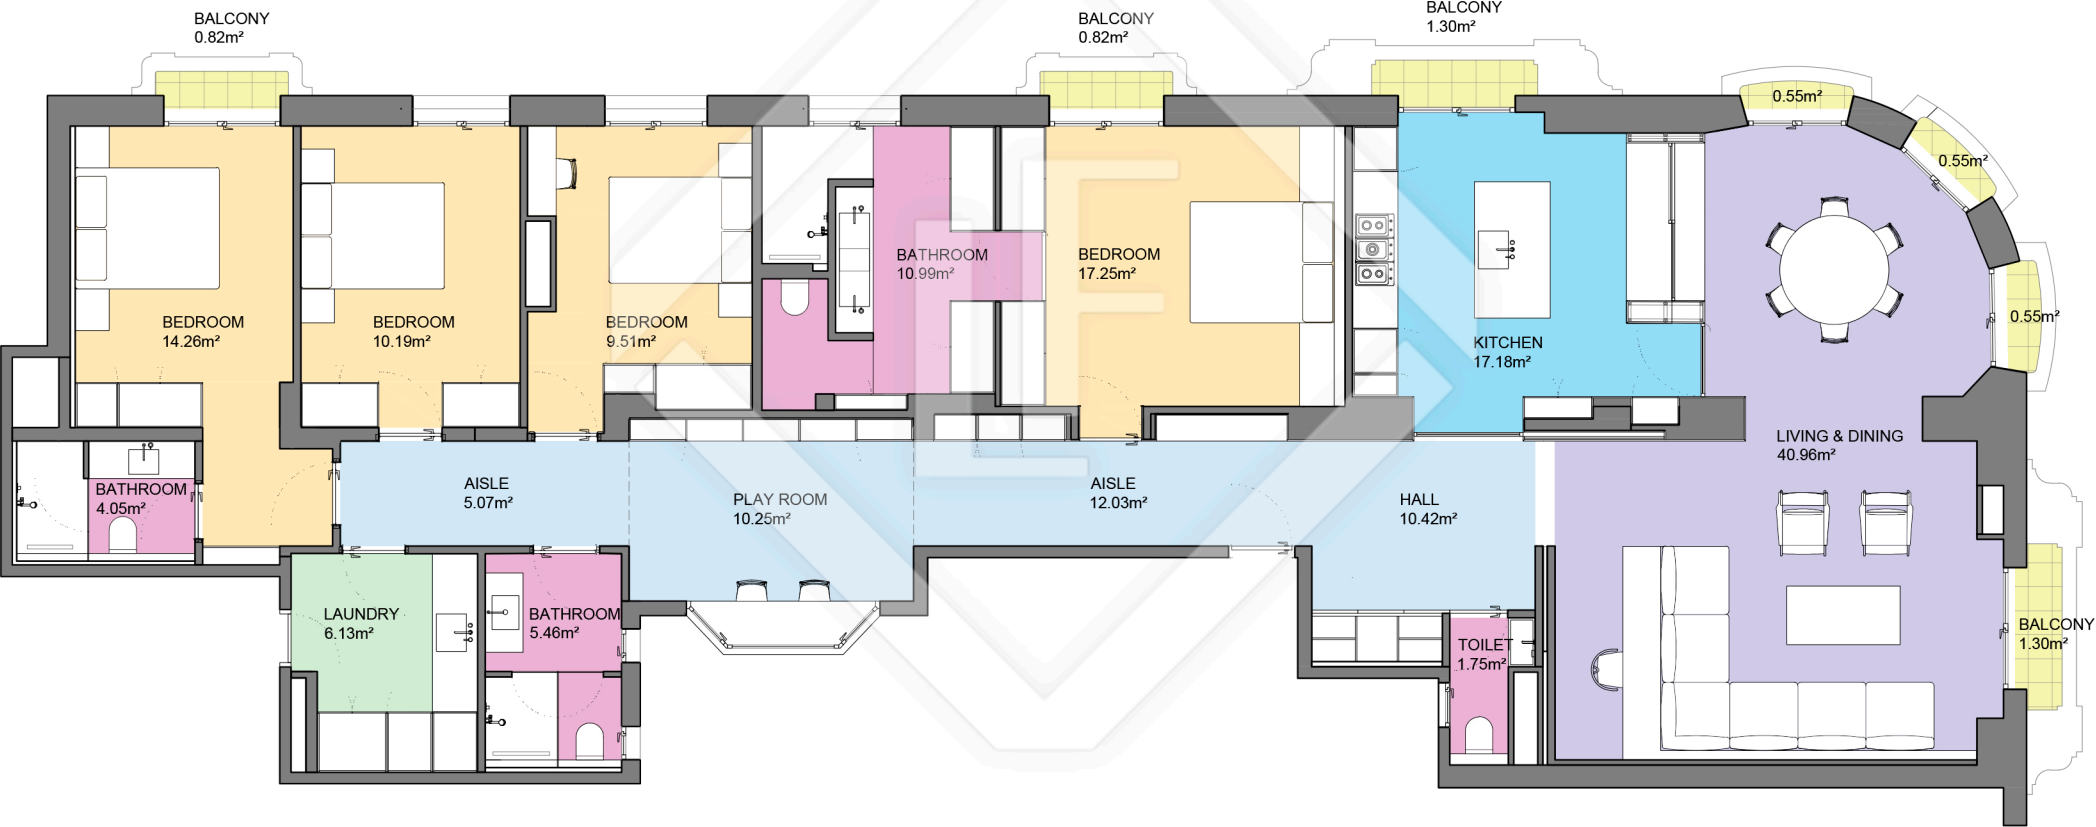 BALCONY
0.82m²
BALCONY
0.82m²
BALCONY
1.30m²
0.55m²
0.55m²
0.55m²
BEDROOM
14.26m²
BEDROOM
10.19m²
BEDROOM
9.51m²
BATHROOM
10.99m²
BEDROOM
17.25m²
KITCHEN
17.18m²
LIVING & DINING
40.96m²
BATHROOM
4.05m²
AISLE
5.07m²
PLAY ROOM
10.25m²
AISLE
12.03m²
HALL
10.42m²
LAUNDRY
6.13m²
BATHROOM
5.46m²
TOILET
1.75m²
BALCONY
1.30m²